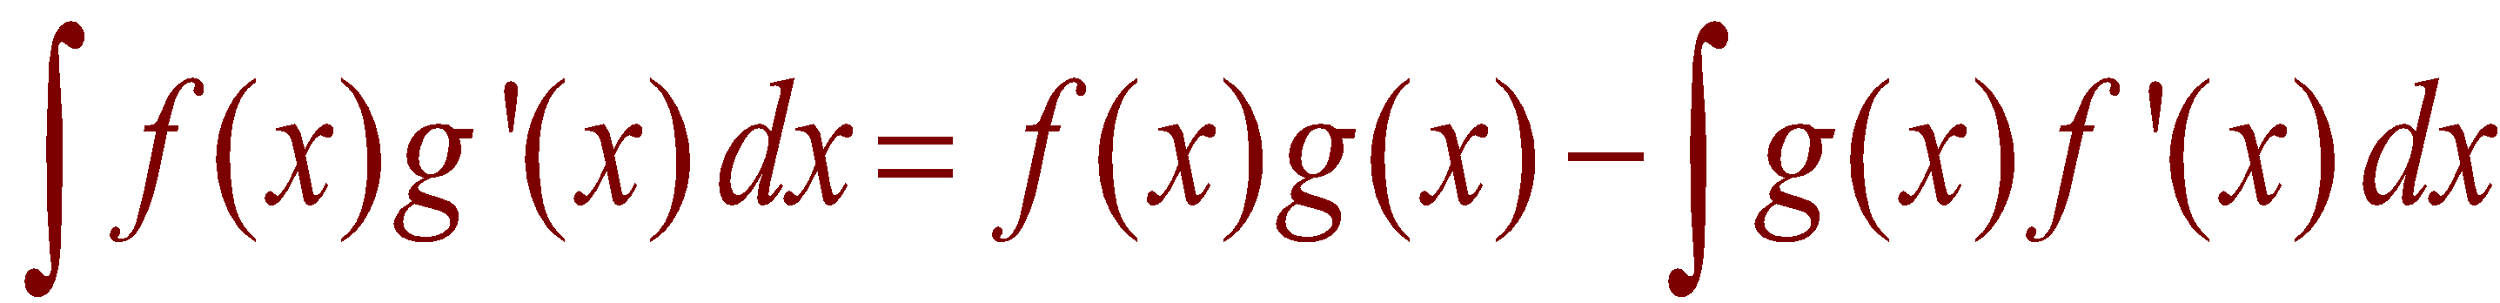 ∫ f(x)g'(x)dx = f(x)g(x) − ∫ g(x)f'(x)dx